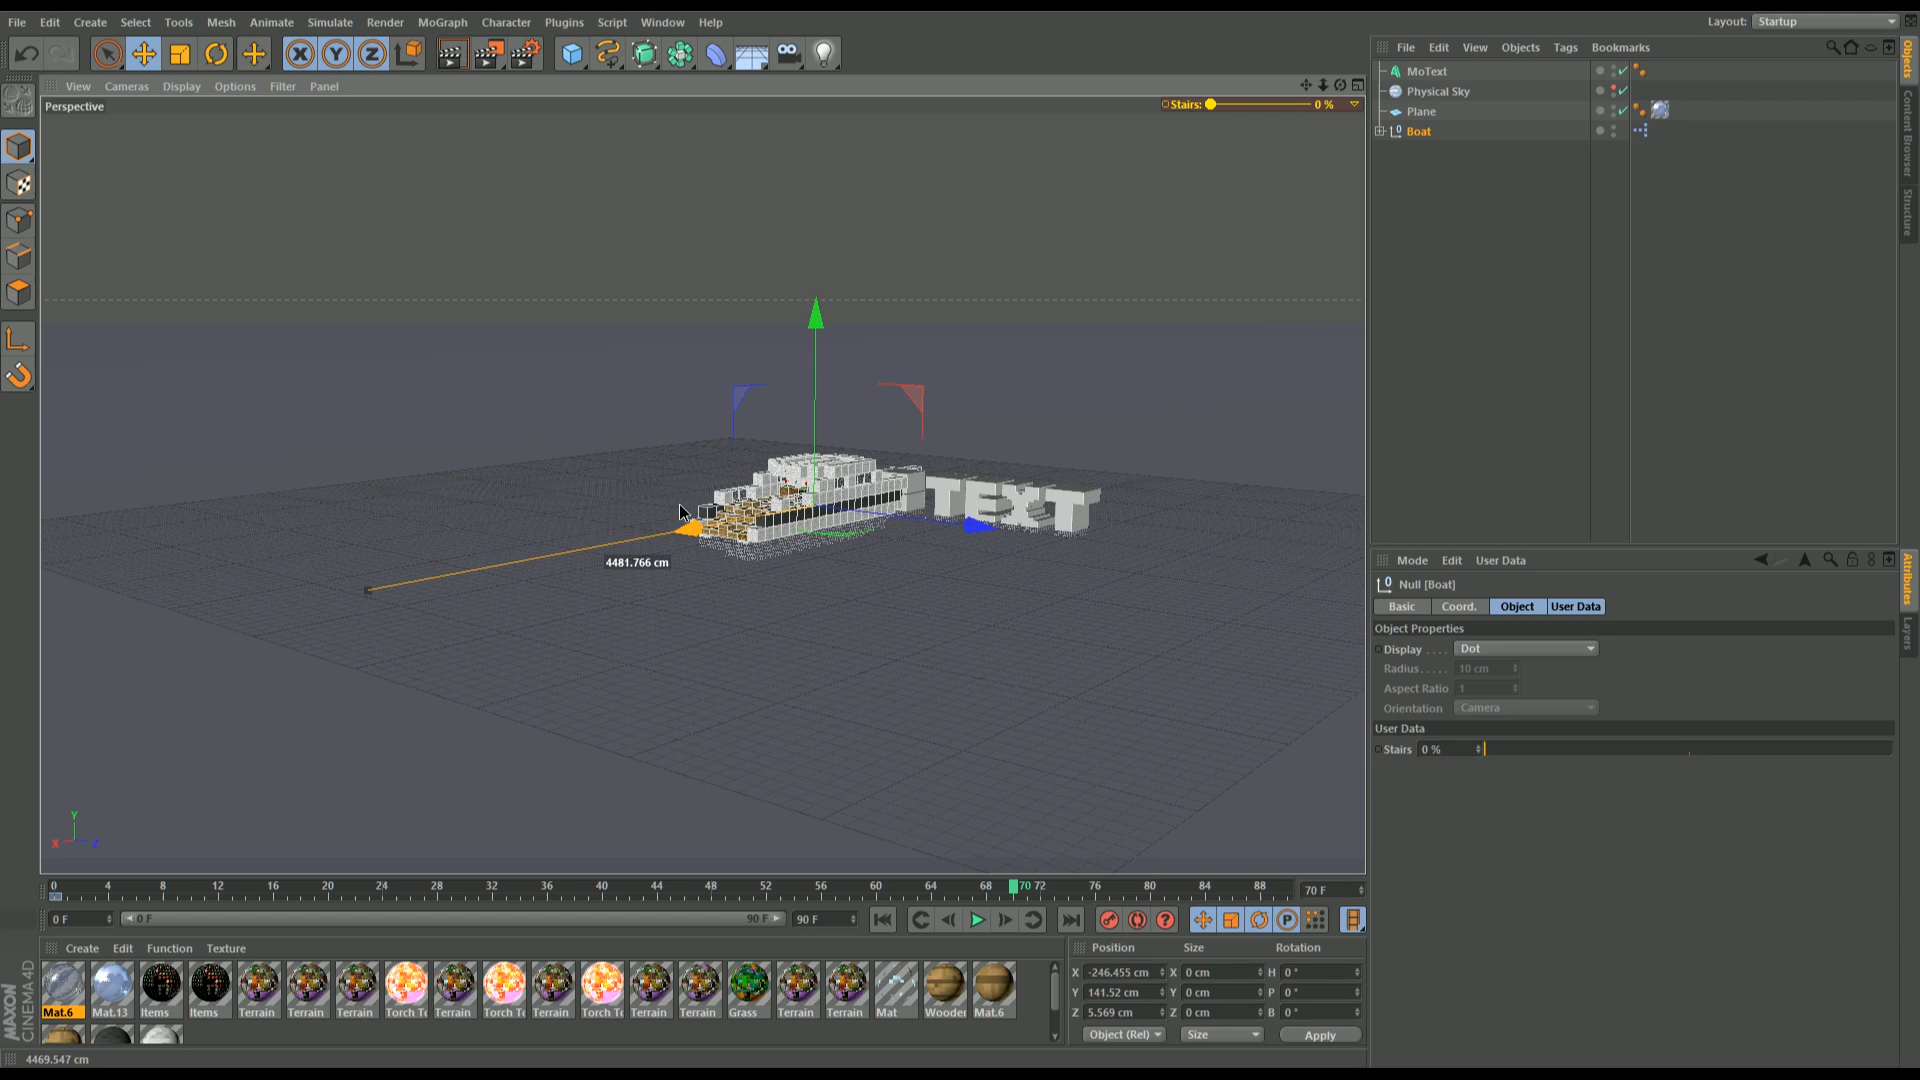 File Edit Create Select Tools Mesh Animate Simulate Render MoGraph Character Plugins Script Window Help
Layout: Startup
X Y Z
View Cameras Display Options Filter Panel
Perspective
Stairs: 0 %
TEXT
4481.766 cm
Y
X Z
File Edit View Objects Tags Bookmarks
MoText
Physical Sky
Plane
Boat
Objects
Content Browser
Structure
Mode Edit User Data
Null [Boat]
Basic Coord. Object User Data
Object Properties
Display . . . . Dot
Radius. . . . . 10 cm
Aspect Ratio 1
Orientation Camera
User Data
Stairs 0 %
Attributes
Layers
0 4 8 12 16 20 24 28 32 36 40 44 48 52 56 60 64 68 70 72 76 80 84 88 70 F
0 F 0 F 90 F 90 F
Create Edit Function Texture
Mat.6 Mat.13 Items Items Terrain Terrain Terrain Torch To Terrain Torch To Terrain Torch To Terrain Terrain Grass Terrain Terrain Mat Wooden Mat.6
Position Size Rotation
X -246.455 cm X 0 cm H 0 °
Y 141.52 cm Y 0 cm P 0 °
Z 5.569 cm Z 0 cm B 0 °
Object (Rel) Size Apply
MAXON
CINEMA4D
4469.547 cm